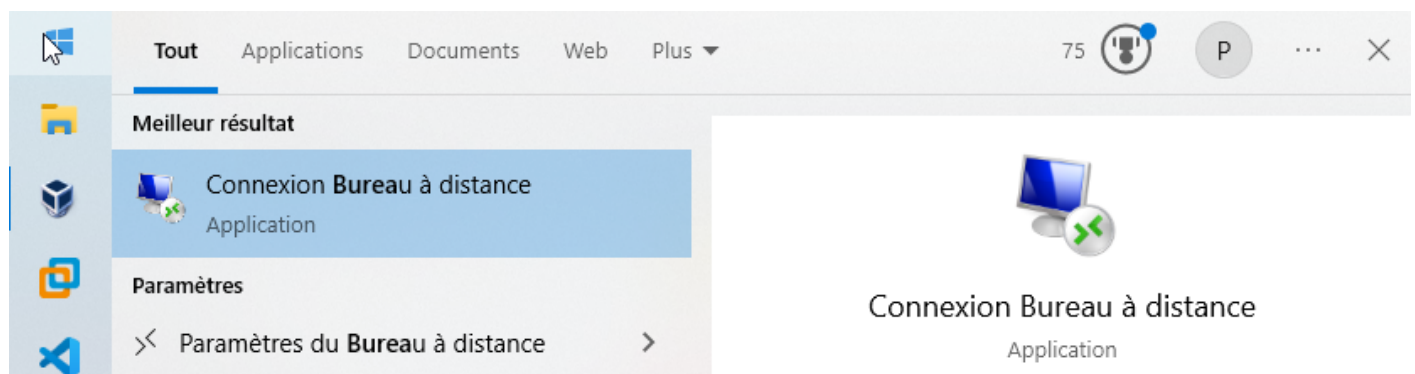 Tout Applications Documents Web Plus 75 P ...
Meilleur résultat
Connexion Bureau à distance
Application
Paramètres
Paramètres du Bureau à distance
Connexion Bureau à distance
Application